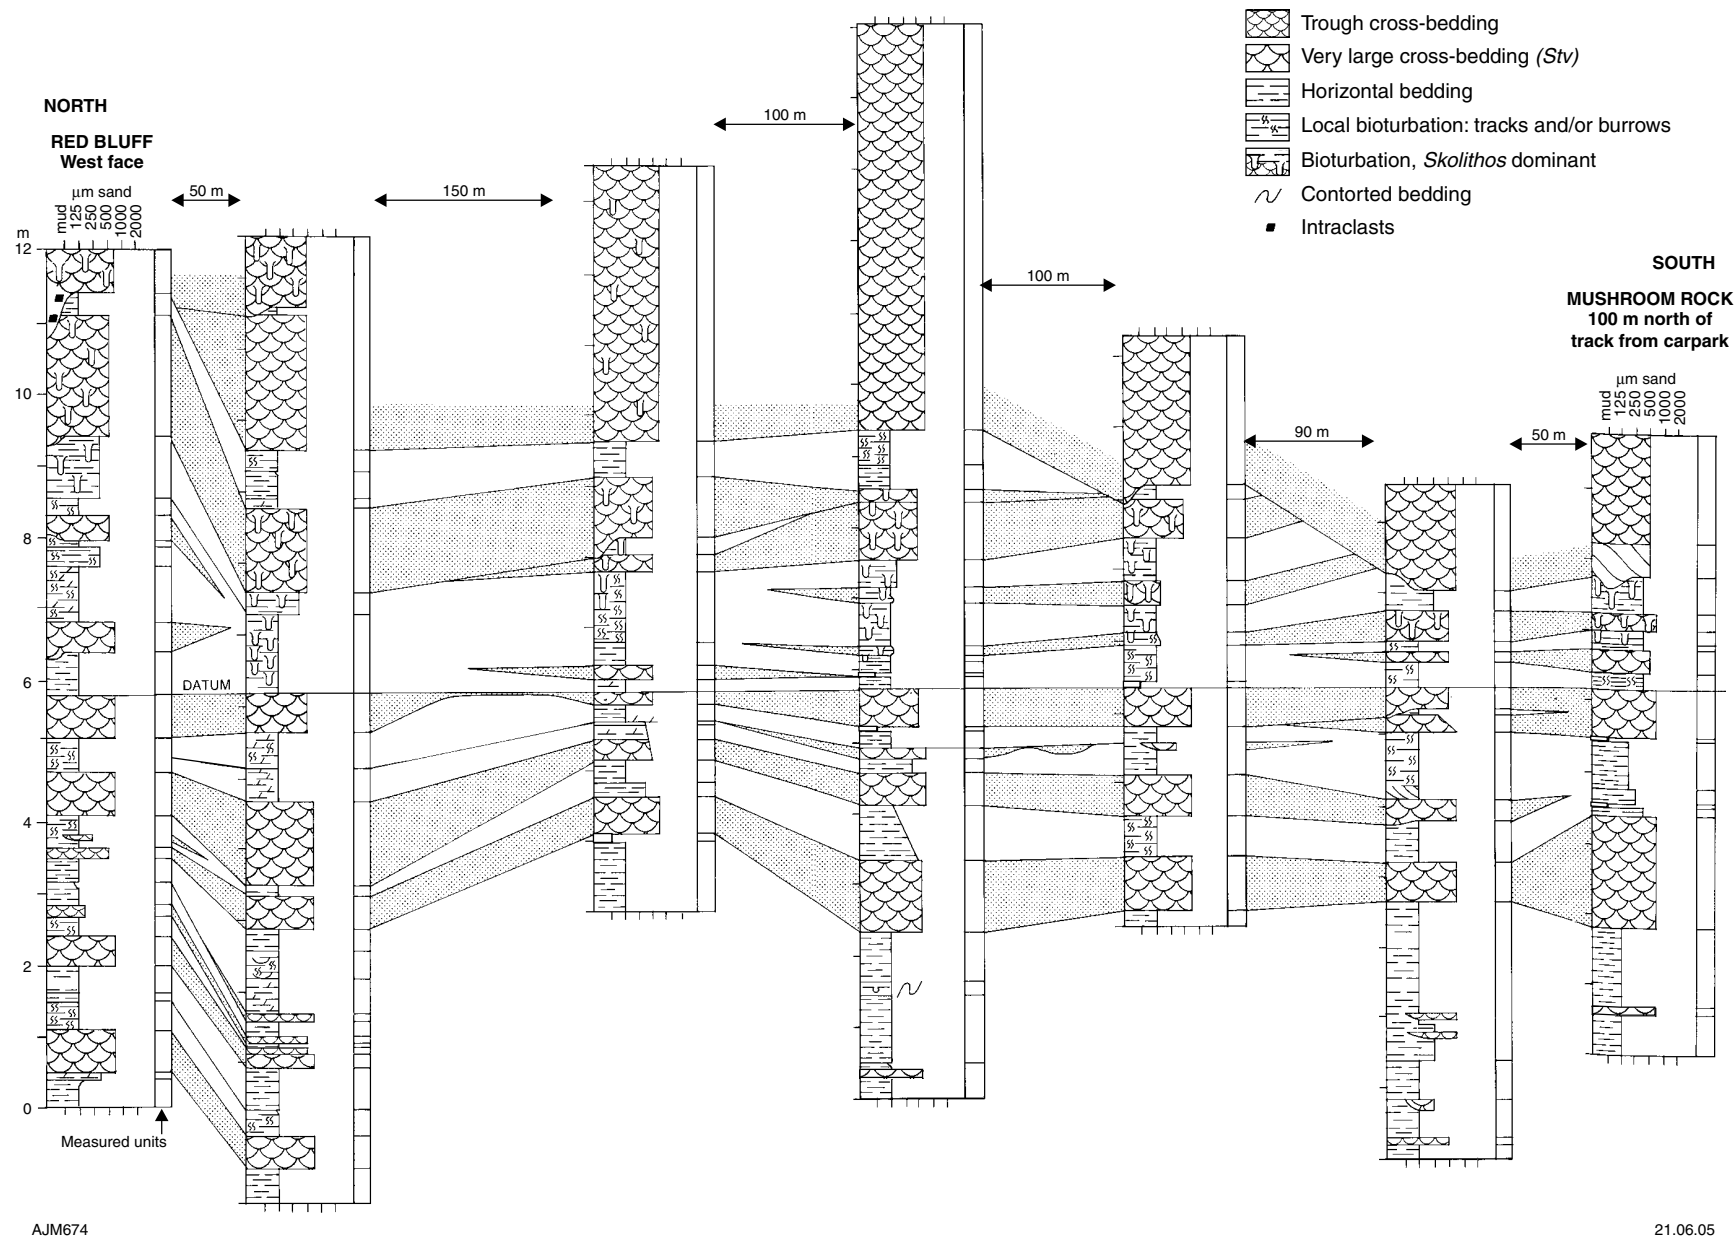 Trough cross-bedding
Very large cross-bedding (Stv)
Horizontal bedding
Local bioturbation: tracks and/or burrows
Bioturbation, Skolithos dominant
Contorted bedding
Intraclasts
NORTH
RED BLUFF
West face
µm sand
mud
125
250
500
1000
2000
m
12
10
8
6
4
2
0
50 m
150 m
100 m
100 m
90 m
50 m
SOUTH
MUSHROOM ROCK
100 m north of
track from carpark
µm sand
mud
125
250
500
1000
2000
DATUM
Measured units
AJM674
21.06.05